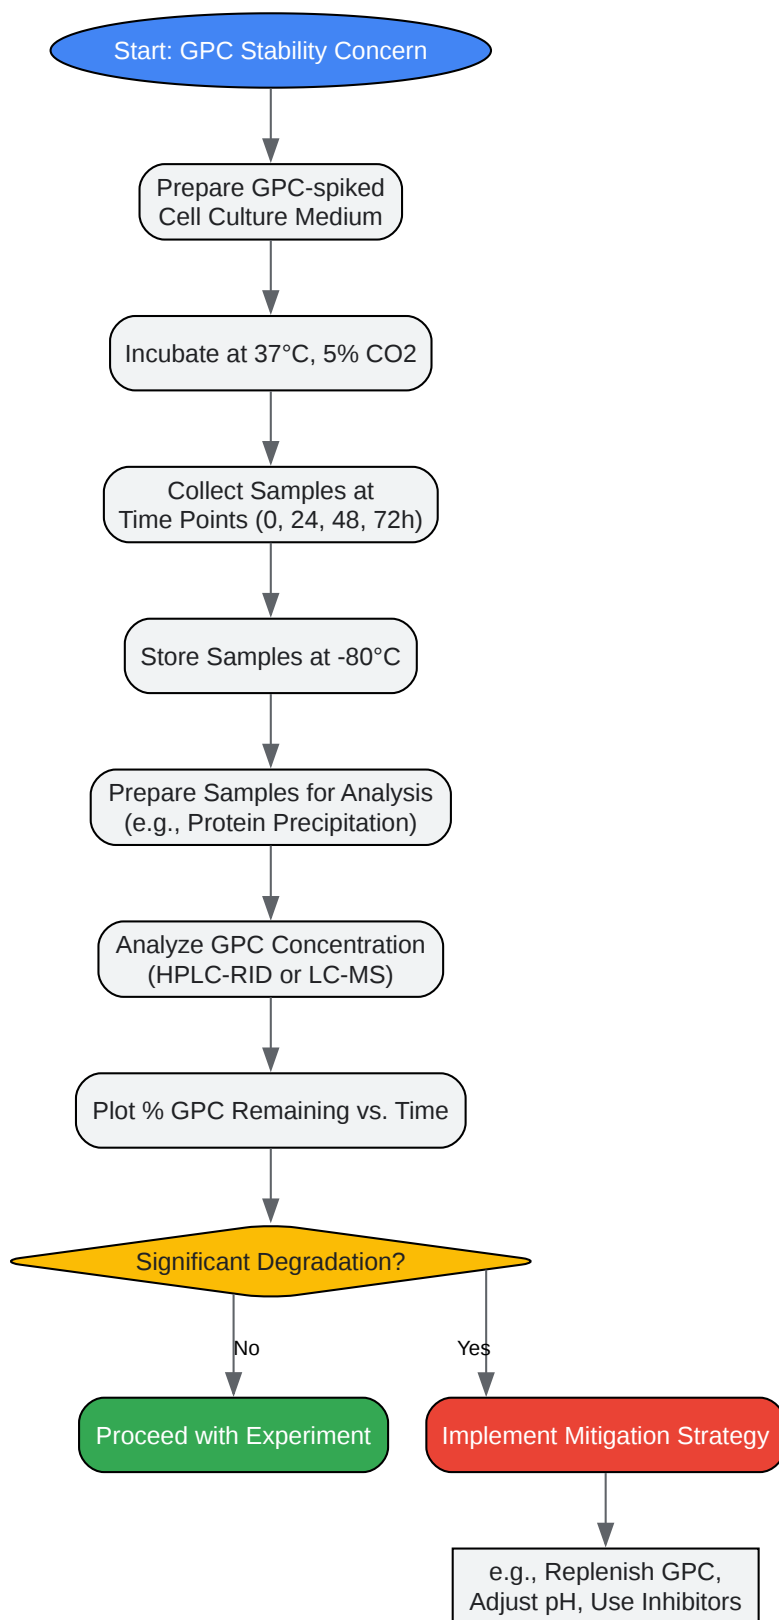 Start: GPC Stability Concern
Prepare GPC-spiked
Cell Culture Medium
Incubate at 37°C, 5% CO2
Collect Samples at
Time Points (0, 24, 48, 72h)
Store Samples at -80°C
Prepare Samples for Analysis
(e.g., Protein Precipitation)
Analyze GPC Concentration
(HPLC-RID or LC-MS)
Plot % GPC Remaining vs. Time
Significant Degradation?
No
Yes
Proceed with Experiment
Implement Mitigation Strategy
e.g., Replenish GPC,
Adjust pH, Use Inhibitors